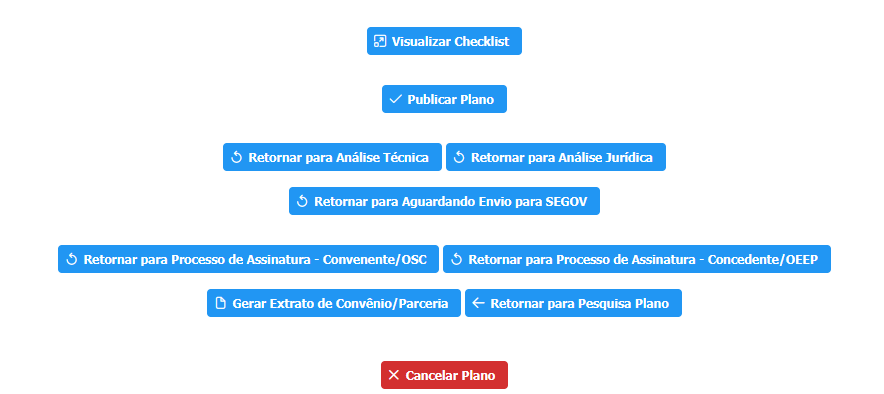 Visualizar Checklist
Publicar Plano
Retornar para Análise Técnica Retornar para Análise Jurídica
Retornar para Aguardando Envio para SEGOV
Retornar para Processo de Assinatura - Convenente/OSC Retornar para Processo de Assinatura - Concedente/OEEP
Gerar Extrato de Convênio/Parceria Retornar para Pesquisa Plano
Cancelar Plano